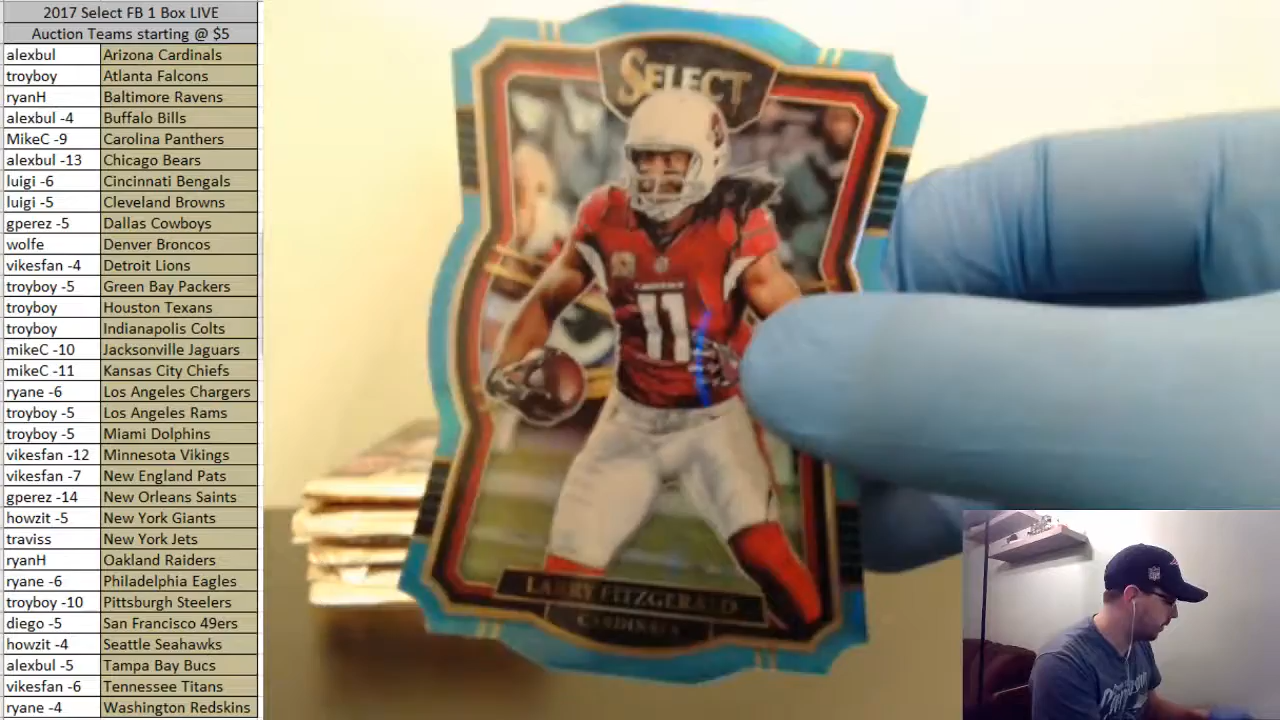 2017 Select FB 1 Box LIVE
Auction Teams starting @ $5
alexbul Arizona Cardinals
troyboy Atlanta Falcons
ryanH Baltimore Ravens
alexbul -4 Buffalo Bills
MikeC -9 Carolina Panthers
alexbul -13 Chicago Bears
luigi -6 Cincinnati Bengals
luigi -5 Cleveland Browns
gperez -5 Dallas Cowboys
wolfe Denver Broncos
vikesfan -4 Detroit Lions
troyboy -5 Green Bay Packers
troyboy Houston Texans
troyboy Indianapolis Colts
mikeC -10 Jacksonville Jaguars
mikeC -11 Kansas City Chiefs
ryane -6 Los Angeles Chargers
troyboy -5 Los Angeles Rams
troyboy -5 Miami Dolphins
vikesfan -12 Minnesota Vikings
vikesfan -7 New England Pats
gperez -14 New Orleans Saints
howzit -5 New York Giants
traviss New York Jets
ryanH Oakland Raiders
ryane -6 Philadelphia Eagles
troyboy -10 Pittsburgh Steelers
diego -5 San Francisco 49ers
howzit -4 Seattle Seahawks
alexbul -5 Tampa Bay Bucs
vikesfan -6 Tennessee Titans
ryane -4 Washington Redskins
SELECT
11
LARRY FITZGERALD
CARDINALS
NFL